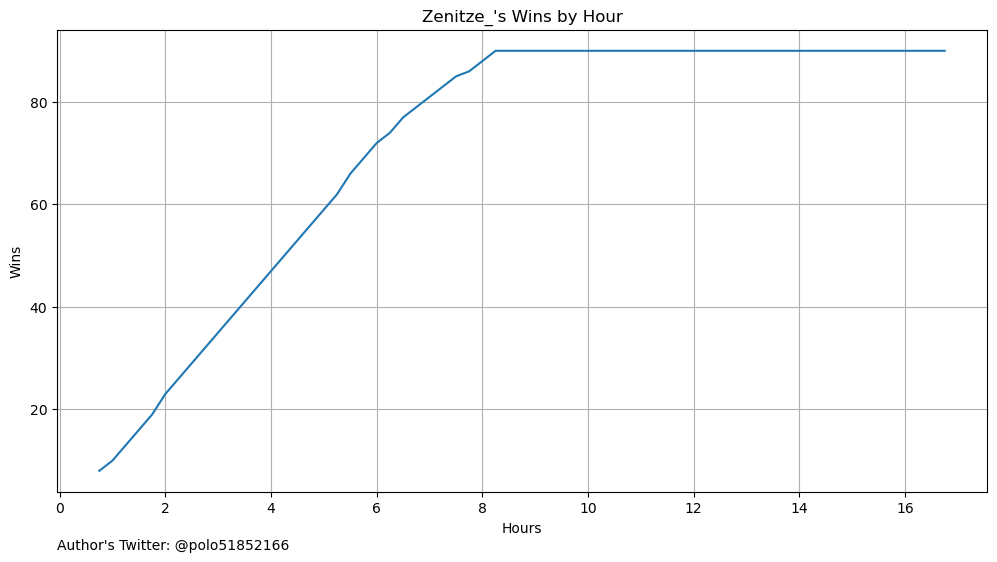 Zenitze_'s Wins by Hour
Wins
80
60
40
20
0 2 4 6 8 10 12 14 16
Hours
Author's Twitter: @polo51852166